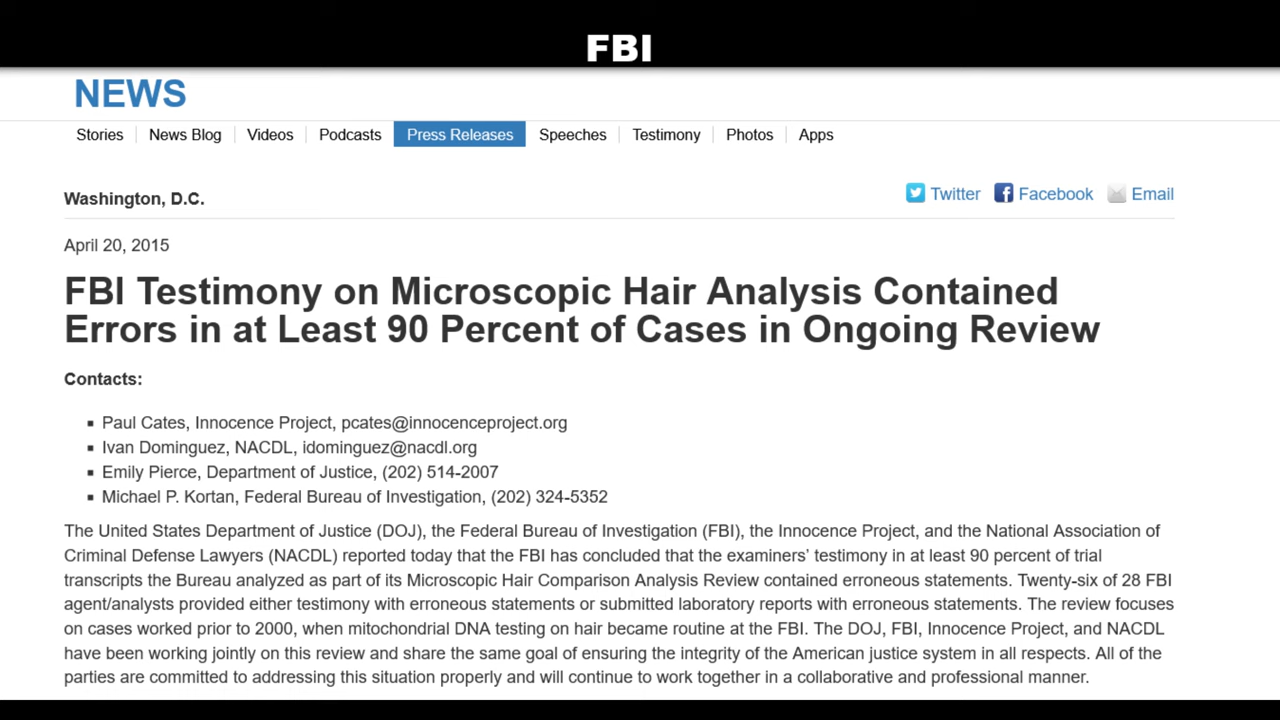 FBI
NEWS
Stories News Blog Videos Podcasts Press Releases Speeches Testimony Photos Apps
Washington, D.C. Twitter Facebook Email
April 20, 2015
FBI Testimony on Microscopic Hair Analysis Contained
Errors in at Least 90 Percent of Cases in Ongoing Review
Contacts:
▪ Paul Cates, Innocence Project, pcates@innocenceproject.org
▪ Ivan Dominguez, NACDL, idominguez@nacdl.org
▪ Emily Pierce, Department of Justice, (202) 514-2007
▪ Michael P. Kortan, Federal Bureau of Investigation, (202) 324-5352
The United States Department of Justice (DOJ), the Federal Bureau of Investigation (FBI), the Innocence Project, and the National Association of
Criminal Defense Lawyers (NACDL) reported today that the FBI has concluded that the examiners’ testimony in at least 90 percent of trial
transcripts the Bureau analyzed as part of its Microscopic Hair Comparison Analysis Review contained erroneous statements. Twenty-six of 28 FBI
agent/analysts provided either testimony with erroneous statements or submitted laboratory reports with erroneous statements. The review focuses
on cases worked prior to 2000, when mitochondrial DNA testing on hair became routine at the FBI. The DOJ, FBI, Innocence Project, and NACDL
have been working jointly on this review and share the same goal of ensuring the integrity of the American justice system in all respects. All of the
parties are committed to addressing this situation properly and will continue to work together in a collaborative and professional manner.